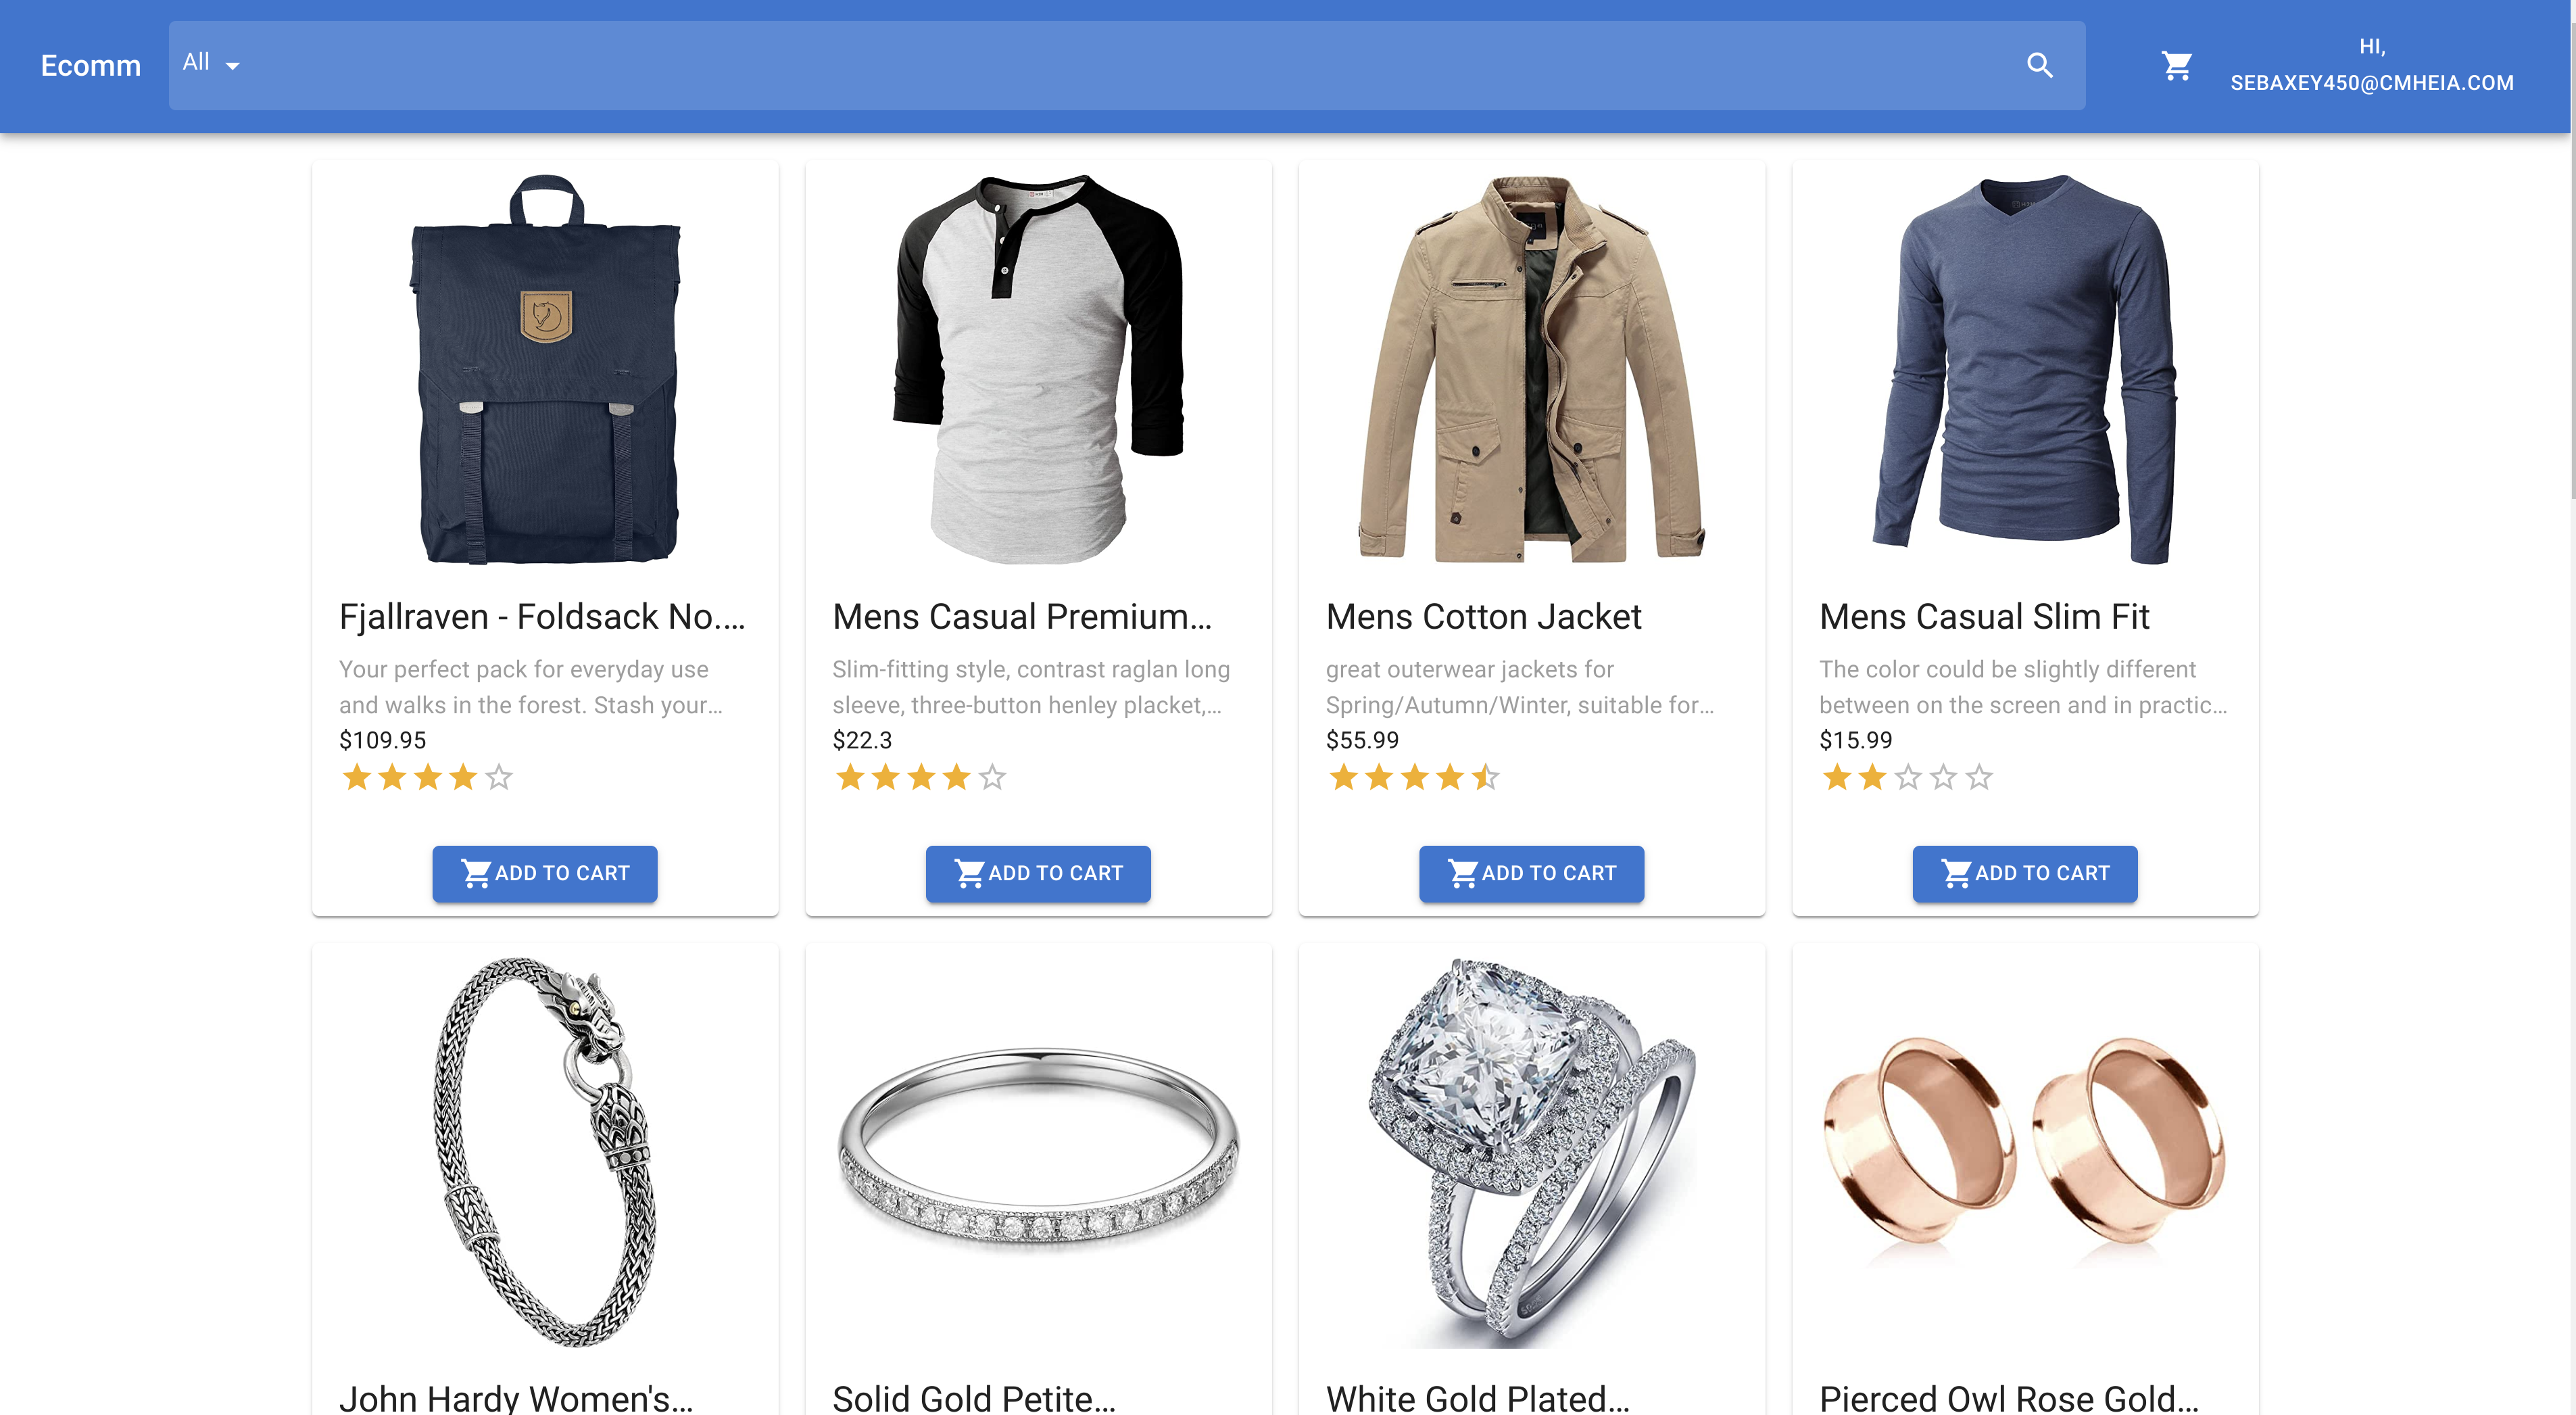 Ecomm
All
HI,
SEBAXEY450@CMHEIA.COM
Fjallraven - Foldsack No....
Mens Casual Premium...
Mens Cotton Jacket
Mens Casual Slim Fit
Your perfect pack for everyday use
and walks in the forest. Stash your...
$109.95
Slim-fitting style, contrast raglan long
sleeve, three-button henley placket,...
$22.3
great outerwear jackets for
Spring/Autumn/Winter, suitable for...
$55.99
The color could be slightly different
between on the screen and in practic...
$15.99
ADD TO CART
ADD TO CART
ADD TO CART
ADD TO CART
John Hardy Women's...
Solid Gold Petite...
White Gold Plated...
Pierced Owl Rose Gold...